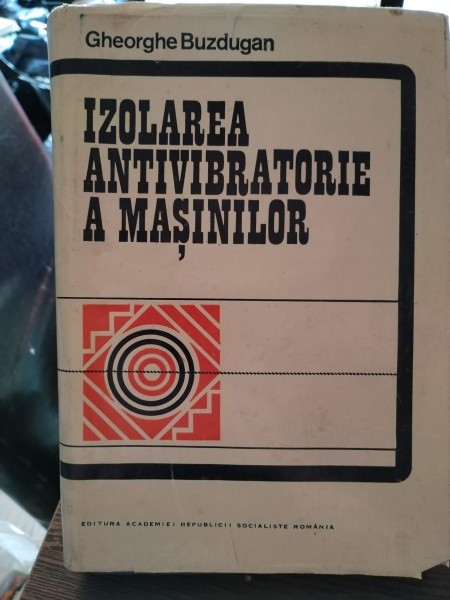 Gheorghe Buzdugan
IZOLAREA
ANTIVIBRATORIE
A MAȘINILOR
EDITURA ACADEMIEI REPUBLICII SOCIALISTE ROMÂNIA